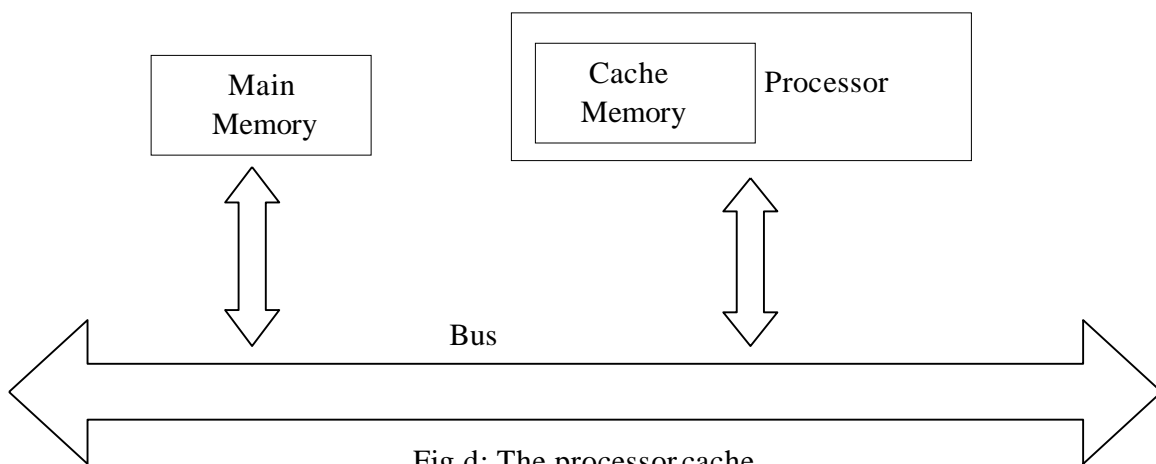 Main
Memory
Cache
Memory
Processor
Bus
Fig d: The processor cache